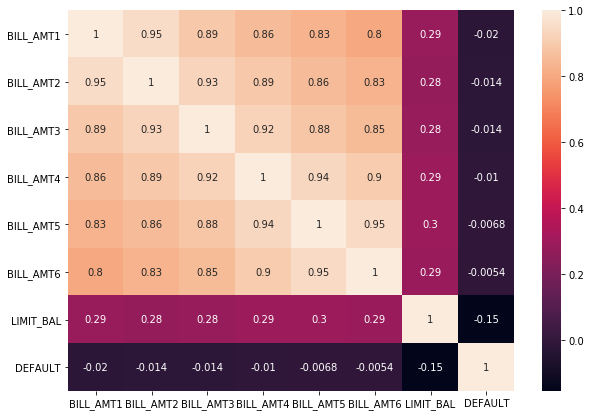 BILL_AMT1 1 0.95 0.89 0.86 0.83 0.8 0.29 -0.02
BILL_AMT2 0.95 1 0.93 0.89 0.86 0.83 0.28 -0.014
BILL_AMT3 0.89 0.93 1 0.92 0.88 0.85 0.28 -0.014
BILL_AMT4 0.86 0.89 0.92 1 0.94 0.9 0.29 -0.01
BILL_AMT5 0.83 0.86 0.88 0.94 1 0.95 0.3 -0.0068
BILL_AMT6 0.8 0.83 0.85 0.9 0.95 1 0.29 -0.0054
LIMIT_BAL 0.29 0.28 0.28 0.29 0.3 0.29 1 -0.15
DEFAULT -0.02 -0.014 -0.014 -0.01 -0.0068 -0.0054 -0.15 1
BILL_AMT1 BILL_AMT2 BILL_AMT3 BILL_AMT4 BILL_AMT5 BILL_AMT6 LIMIT_BAL DEFAULT
1.0
0.8
0.6
0.4
0.2
0.0